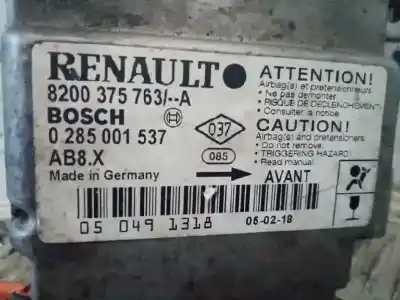 RENAULT
8200 375 763/--A
BOSCH
0 285 001 537
AB8.X
Made in Germany
037
085
AVANT
ATTENTION!
Airbag(s) et pretensionneurs
• Ne pas demonter
• RISQUE DE DECLENCHEMENT!
• Consulter la notice
CAUTION!
Airbag(s) and pretensioners
• Do not remove.
• TRIGGERING HAZARD!
• Read manual
05 049 1318
05-02-18